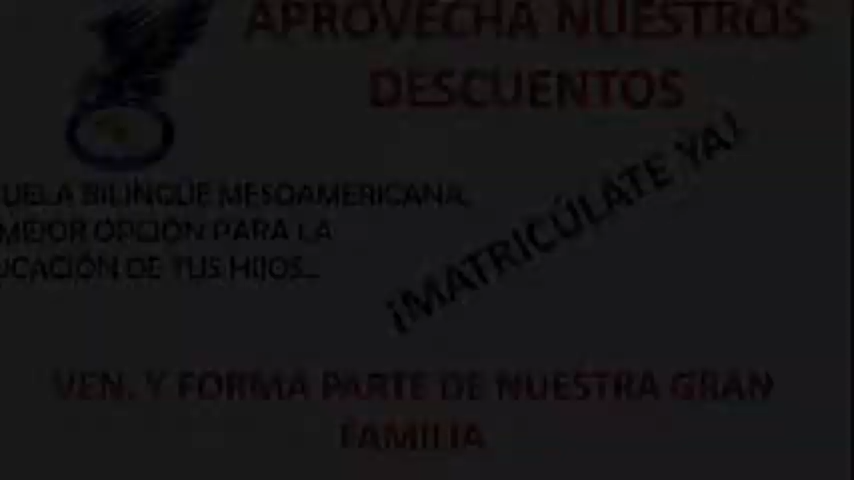 APROVECHA NUESTROS
DESCUENTOS
UELA BILINGÜE MESOAMERICANA,
MEJOR OPCIÓN PARA LA
UCACIÓN DE TUS HIJOS...
¡MATRICÚLATE YA!
VEN. Y FORMA PARTE DE NUESTRA GRAN
FAMILIA